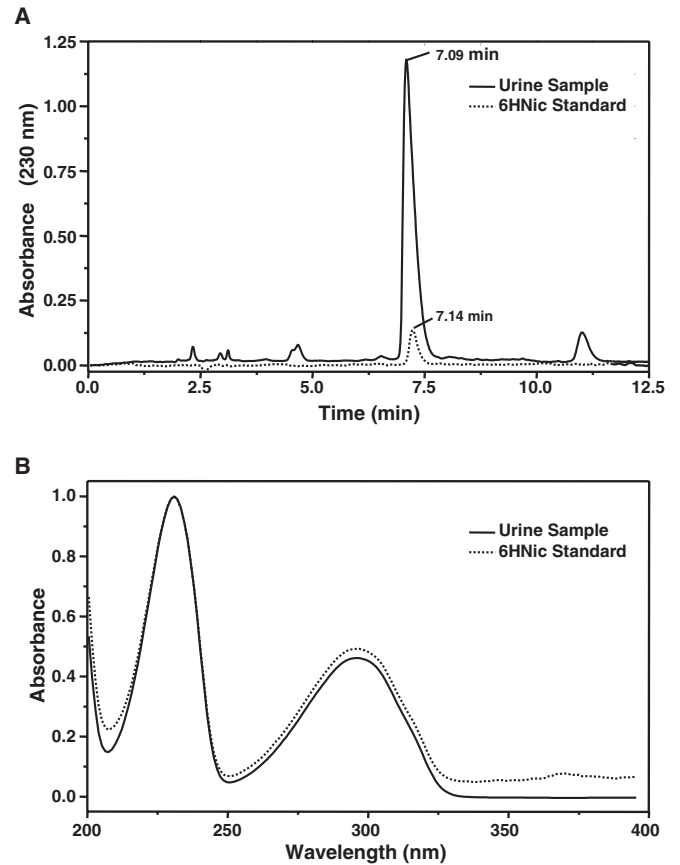 A
1.25
1.00
0.75
0.50
0.25
0.00
Absorbance (230 nm)
7.09 min
Urine Sample
6HNic Standard
7.14 min
0.0 2.5 5.0 7.5 10.0 12.5
Time (min)
B
1.0
0.8
0.6
0.4
0.2
0.0
Absorbance
Urine Sample
6HNic Standard
200 250 300 350 400
Wavelength (nm)